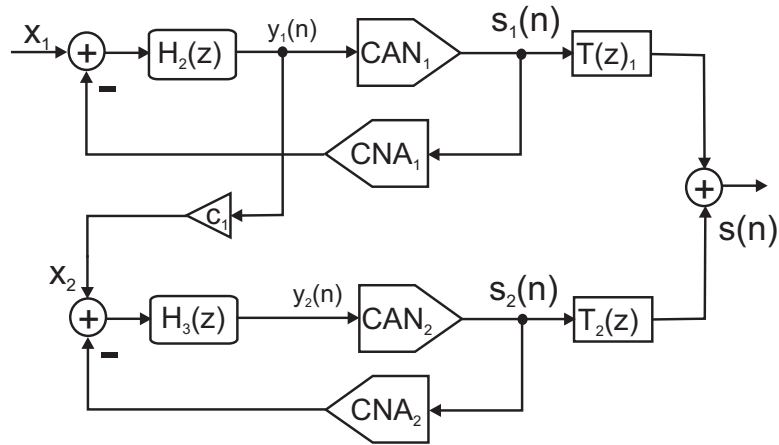 x₁
+
−
H₂(z)
y₁(n)
CAN₁
s₁(n)
T(z)₁
CNA₁
c₁
+
s(n)
x₂
+
−
H₃(z)
y₂(n)
CAN₂
s₂(n)
T₂(z)
CNA₂